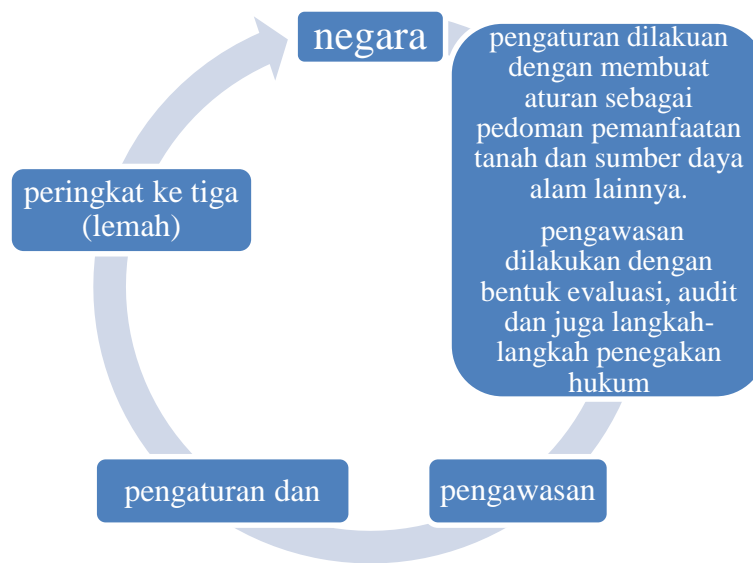 negara
pengaturan dilakuan
dengan membuat
aturan sebagai
pedoman pemanfaatan
tanah dan sumber daya
alam lainnya.
pengawasan
dilakukan dengan
bentuk evaluasi, audit
dan juga langkah-
langkah penegakan
hukum
pengawasan
pengaturan dan
peringkat ke tiga
(lemah)